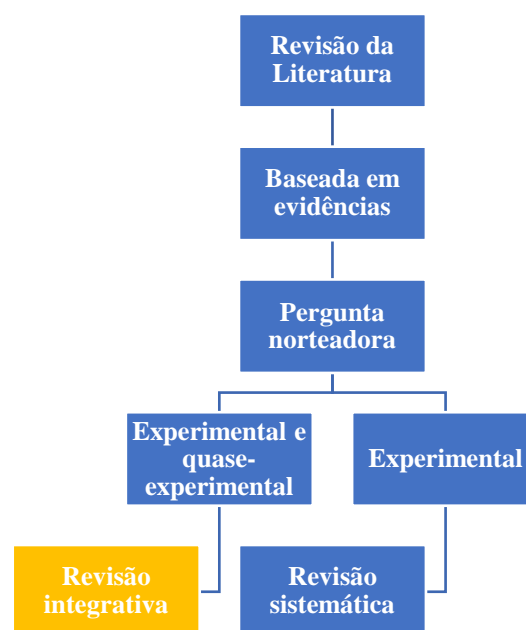 Revisão da
Literatura
Baseada em
evidências
Pergunta
norteadora
Experimental e
quase-
experimental
Experimental
Revisão
integrativa
Revisão
sistemática